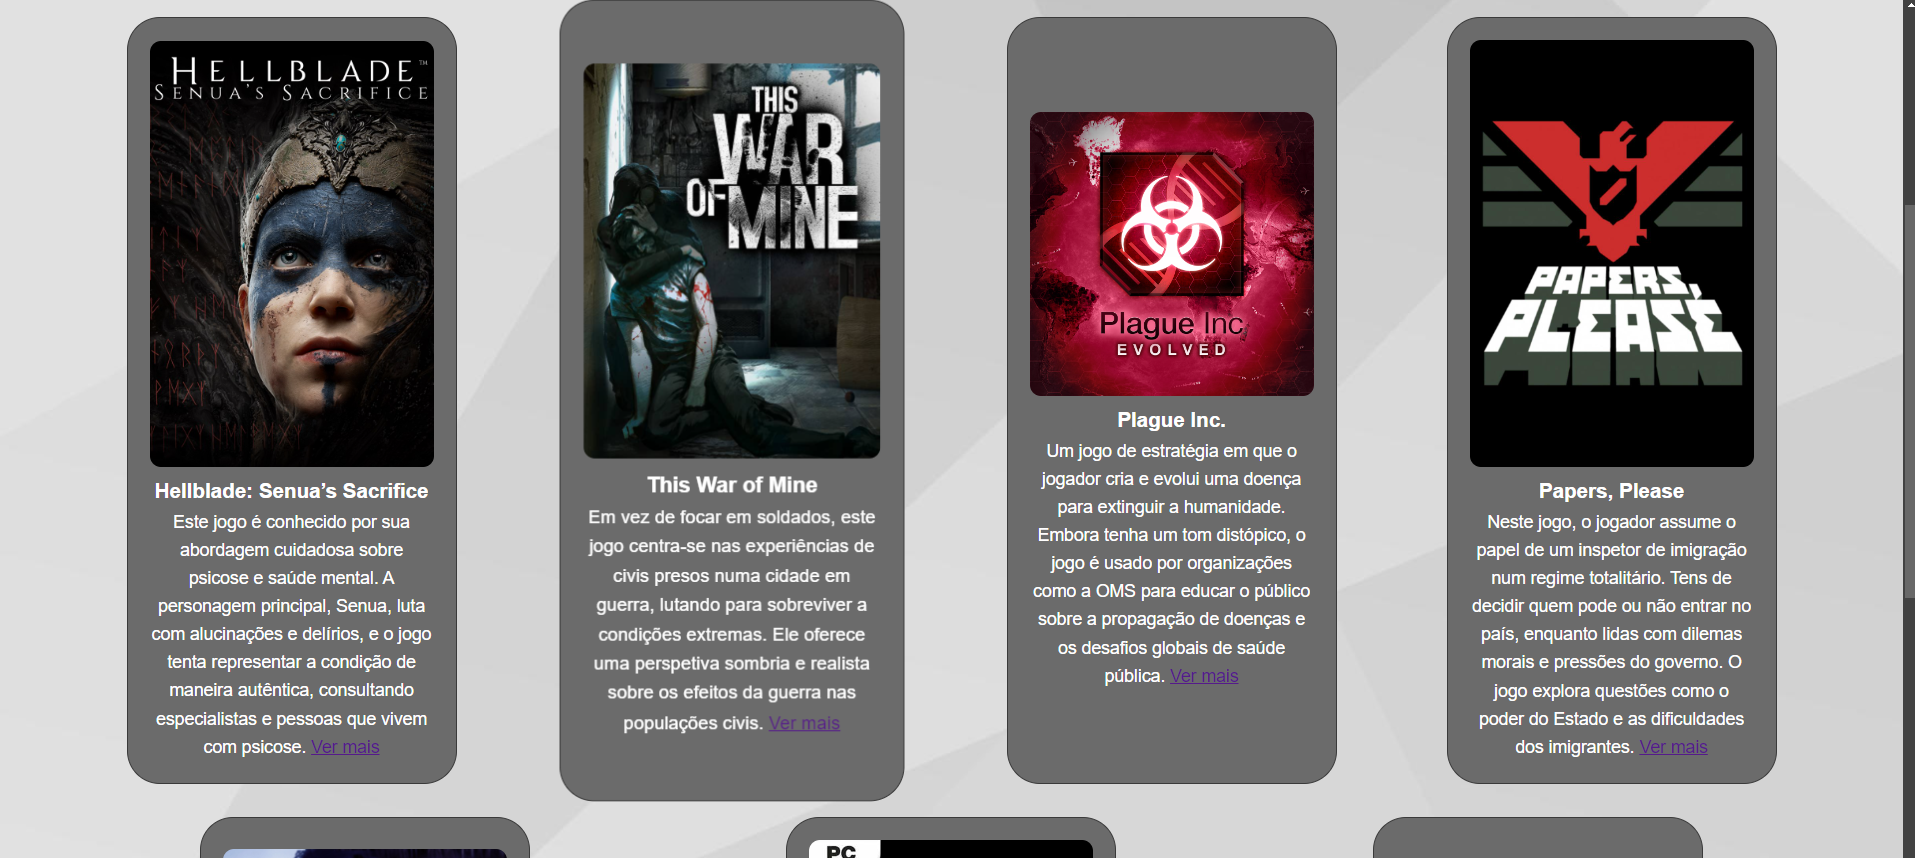 HELLBLADE™
SENUA'S SACRIFICE
Hellblade: Senua’s Sacrifice
Este jogo é conhecido por sua
abordagem cuidadosa sobre
psicose e saúde mental. A
personagem principal, Senua, luta
com alucinações e delírios, e o jogo
tenta representar a condição de
maneira autêntica, consultando
especialistas e pessoas que vivem
com psicose. Ver mais
THIS
WAR
OF MINE
This War of Mine
Em vez de focar em soldados, este
jogo centra-se nas experiências de
civis presos numa cidade em
guerra, lutando para sobreviver a
condições extremas. Ele oferece
uma perspetiva sombria e realista
sobre os efeitos da guerra nas
populações civis. Ver mais
Plague Inc.
EVOLVED
Plague Inc.
Um jogo de estratégia em que o
jogador cria e evolui uma doença
para extinguir a humanidade.
Embora tenha um tom distópico, o
jogo é usado por organizações
como a OMS para educar o público
sobre a propagação de doenças e
os desafios globais de saúde
pública. Ver mais
PAPERS,
PLEASE
Papers, Please
Neste jogo, o jogador assume o
papel de um inspetor de imigração
num regime totalitário. Tens de
decidir quem pode ou não entrar no
país, enquanto lidas com dilemas
morais e pressões do governo. O
jogo explora questões como o
poder do Estado e as dificuldades
dos imigrantes. Ver mais
PC